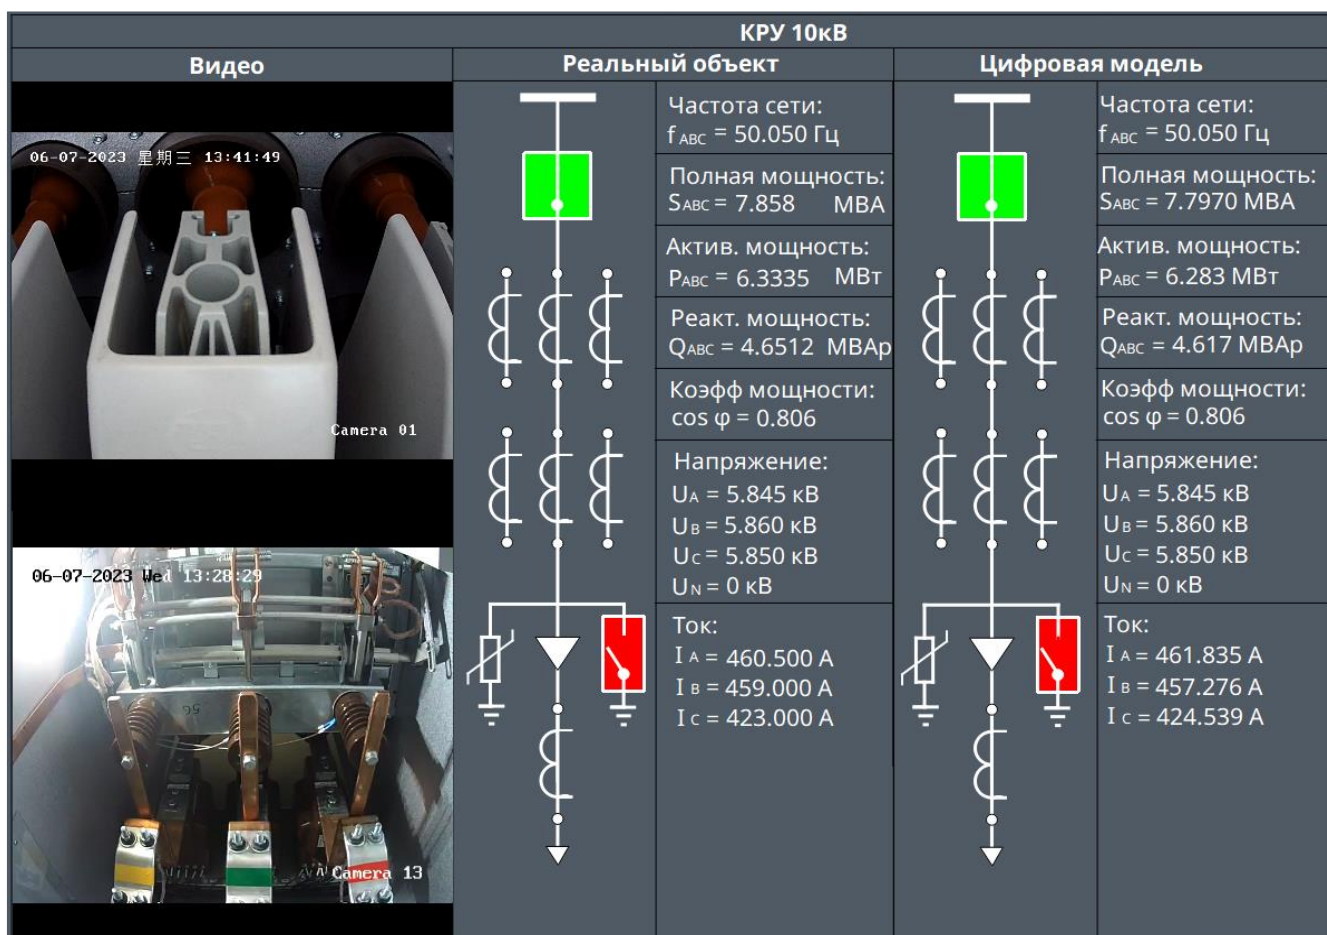 КРУ 10кВ
Видео
Реальный объект
Цифровая модель
06-07-2023 星期三 13:41:49
Camera 01
06-07-2023 Wed 13:28:29
Camera 13
Частота сети:
f ABC = 50.050 Гц
Полная мощность:
SABC = 7.858 МВА
Актив. мощность:
PABC = 6.3335 МВт
Реакт. мощность:
QABC = 4.6512 МВАр
Коэфф мощности:
cos φ = 0.806
Напряжение:
UA = 5.845 кВ
UB = 5.860 кВ
UC = 5.850 кВ
UN = 0 кВ
Ток:
I A = 460.500 А
I B = 459.000 А
I C = 423.000 А
Частота сети:
f ABC = 50.050 Гц
Полная мощность:
SABC = 7.7970 МВА
Актив. мощность:
PABC = 6.283 МВт
Реакт. мощность:
QABC = 4.617 МВАр
Коэфф мощности:
cos φ = 0.806
Напряжение:
UA = 5.845 кВ
UB = 5.860 кВ
UC = 5.850 кВ
UN = 0 кВ
Ток:
I A = 461.835 А
I B = 457.276 А
I C = 424.539 А